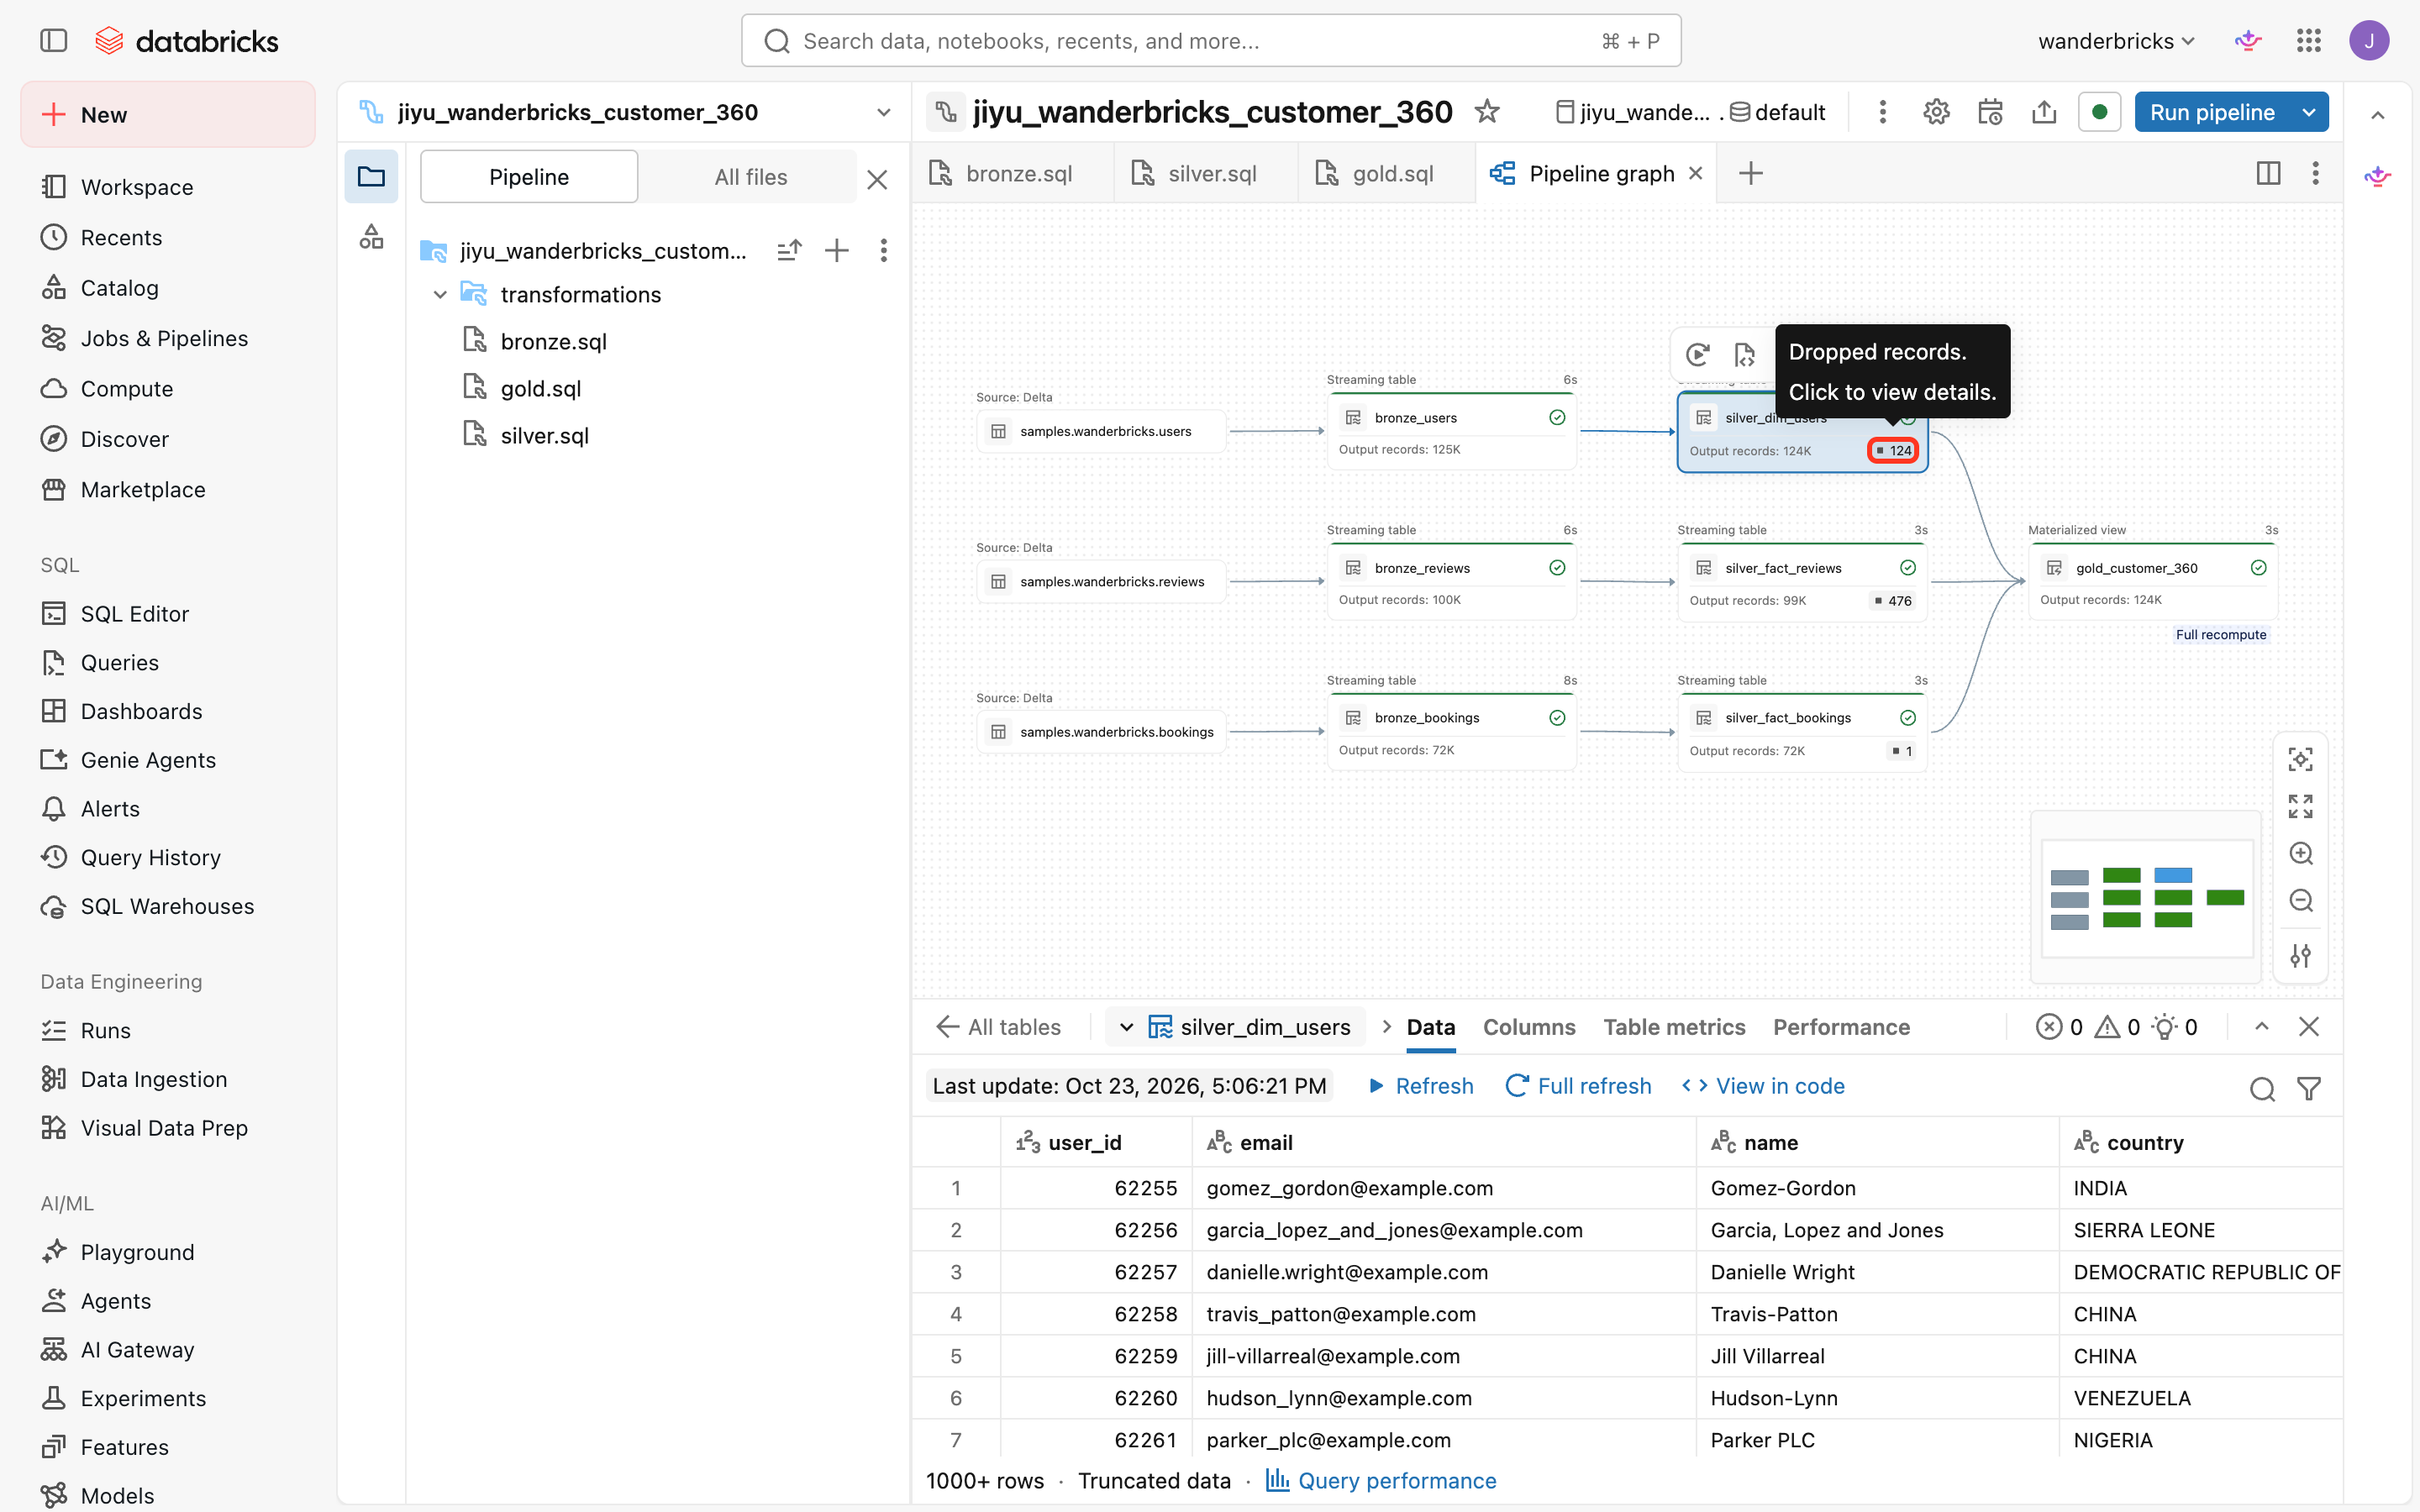 databricks
Search data, notebooks, recents, and more...
⌘ + P
wanderbricks
J
New
Workspace
Recents
Catalog
Jobs & Pipelines
Compute
Discover
Marketplace
SQL
SQL Editor
Queries
Dashboards
Genie Agents
Alerts
Query History
SQL Warehouses
Data Engineering
Runs
Data Ingestion
Visual Data Prep
AI/ML
Playground
Agents
AI Gateway
Experiments
Features
Models
jiyu_wanderbricks_customer_360
Pipeline
All files
jiyu_wanderbricks_custom...
transformations
bronze.sql
gold.sql
silver.sql
jiyu_wanderbricks_customer_360
jiyu_wande... . default
Run pipeline
bronze.sql
silver.sql
gold.sql
Pipeline graph
Dropped records.
Click to view details.
Source: Delta
samples.wanderbricks.users
Streaming table 6s
bronze_users
Output records: 125K
silver_dim_users
Output records: 124K
124
Source: Delta
samples.wanderbricks.reviews
Streaming table 6s
bronze_reviews
Output records: 100K
Streaming table 3s
silver_fact_reviews
Output records: 99K
476
Materialized view 3s
gold_customer_360
Output records: 124K
Full recompute
Source: Delta
samples.wanderbricks.bookings
Streaming table 8s
bronze_bookings
Output records: 72K
Streaming table 3s
silver_fact_bookings
Output records: 72K
1
All tables
silver_dim_users
Data
Columns
Table metrics
Performance
0 0 0
Last update: Oct 23, 2026, 5:06:21 PM
Refresh
Full refresh
View in code
user_id email name country
1 62255 gomez_gordon@example.com Gomez-Gordon INDIA
2 62256 garcia_lopez_and_jones@example.com Garcia, Lopez and Jones SIERRA LEONE
3 62257 danielle.wright@example.com Danielle Wright DEMOCRATIC REPUBLIC OF
4 62258 travis_patton@example.com Travis-Patton CHINA
5 62259 jill-villarreal@example.com Jill Villarreal CHINA
6 62260 hudson_lynn@example.com Hudson-Lynn VENEZUELA
7 62261 parker_plc@example.com Parker PLC NIGERIA
1000+ rows · Truncated data · Query performance